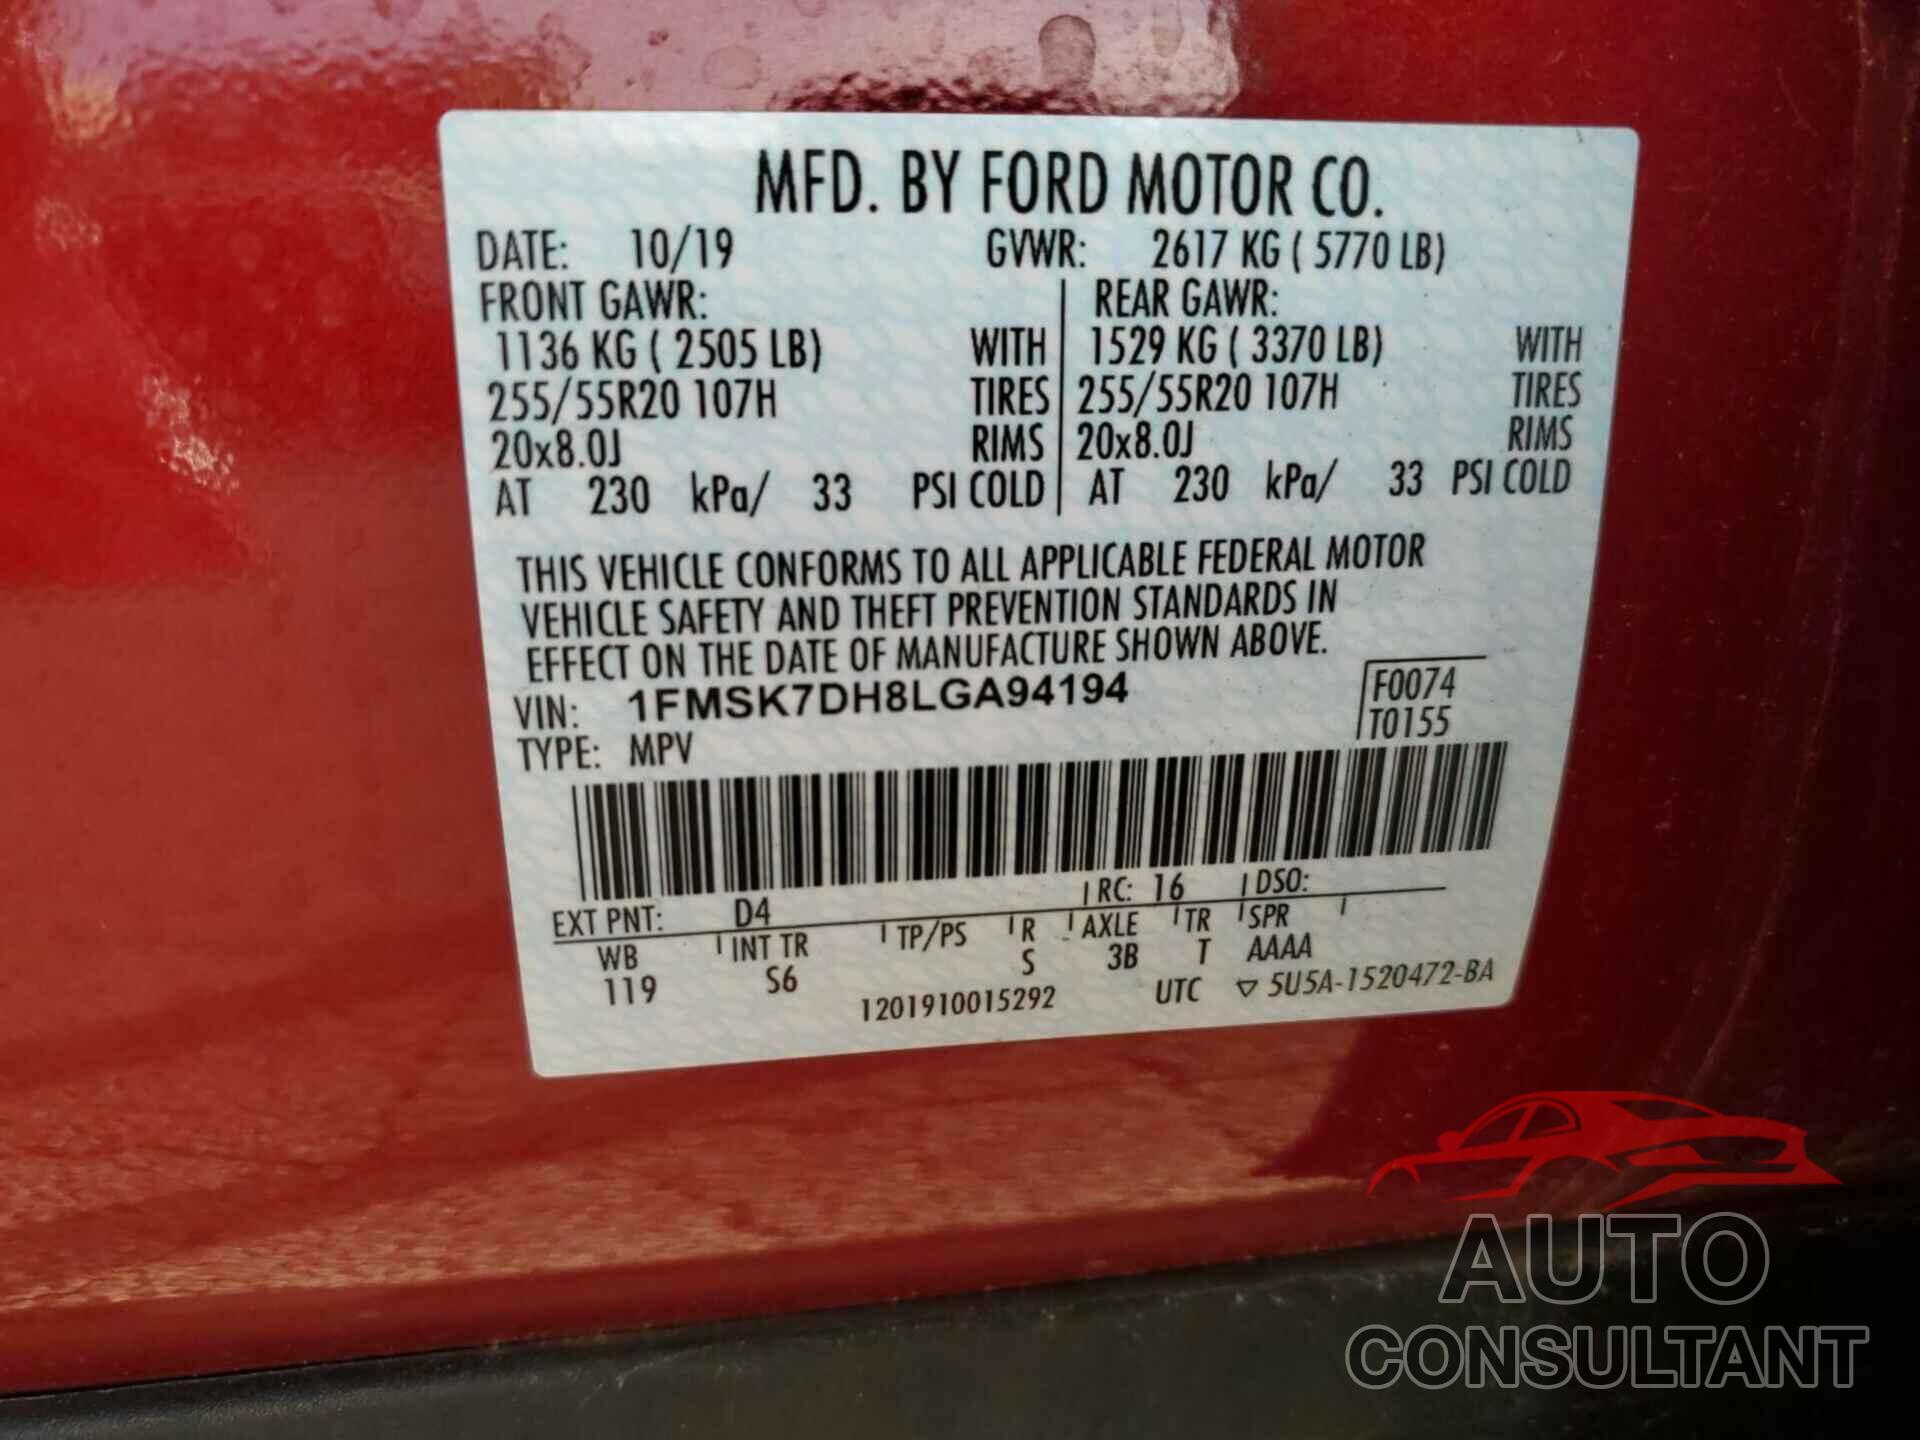 MFD. BY FORD MOTOR CO.
DATE: 10/19 GVWR: 2617 KG ( 5770 LB)
FRONT GAWR: REAR GAWR:
1136 KG ( 2505 LB) WITH 1529 KG ( 3370 LB) WITH
255/55R20 107H TIRES 255/55R20 107H TIRES
20x8.0J RIMS 20x8.0J RIMS
AT 230 kPa/ 33 PSI COLD AT 230 kPa/ 33 PSI COLD
THIS VEHICLE CONFORMS TO ALL APPLICABLE FEDERAL MOTOR
VEHICLE SAFETY AND THEFT PREVENTION STANDARDS IN
EFFECT ON THE DATE OF MANUFACTURE SHOWN ABOVE.
VIN: 1FMSK7DH8LGA94194 F0074
TYPE: MPV T0155
EXT PNT: D4 RC: 16 DSO:
WB INT TR TP/PS R AXLE TR SPR
119 S6 S 3B T AAAA
1201910015292 UTC ▽ 5U5A-1520472-BA
AUTO
CONSULTANT